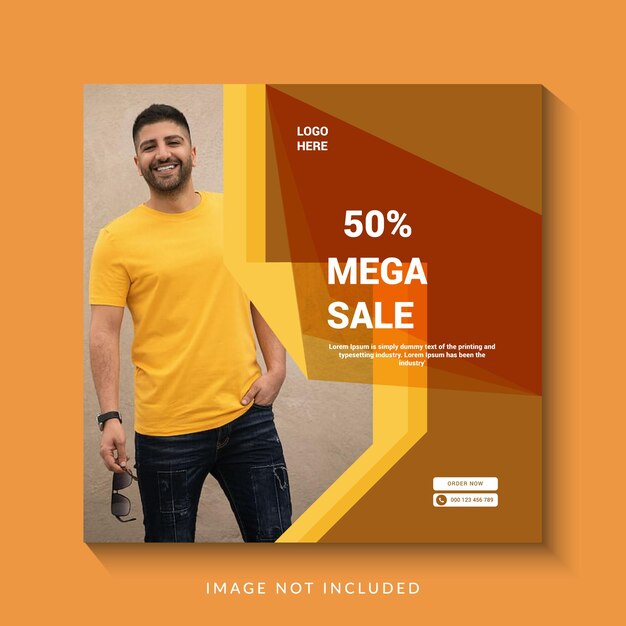 LOGO
HERE
50%
MEGA
SALE
Lorem Ipsum is simply dummy text of the printing and
typesetting industry. Lorem Ipsum has been the
industry's
ORDER NOW
000 123 456 789
IMAGE NOT INCLUDED